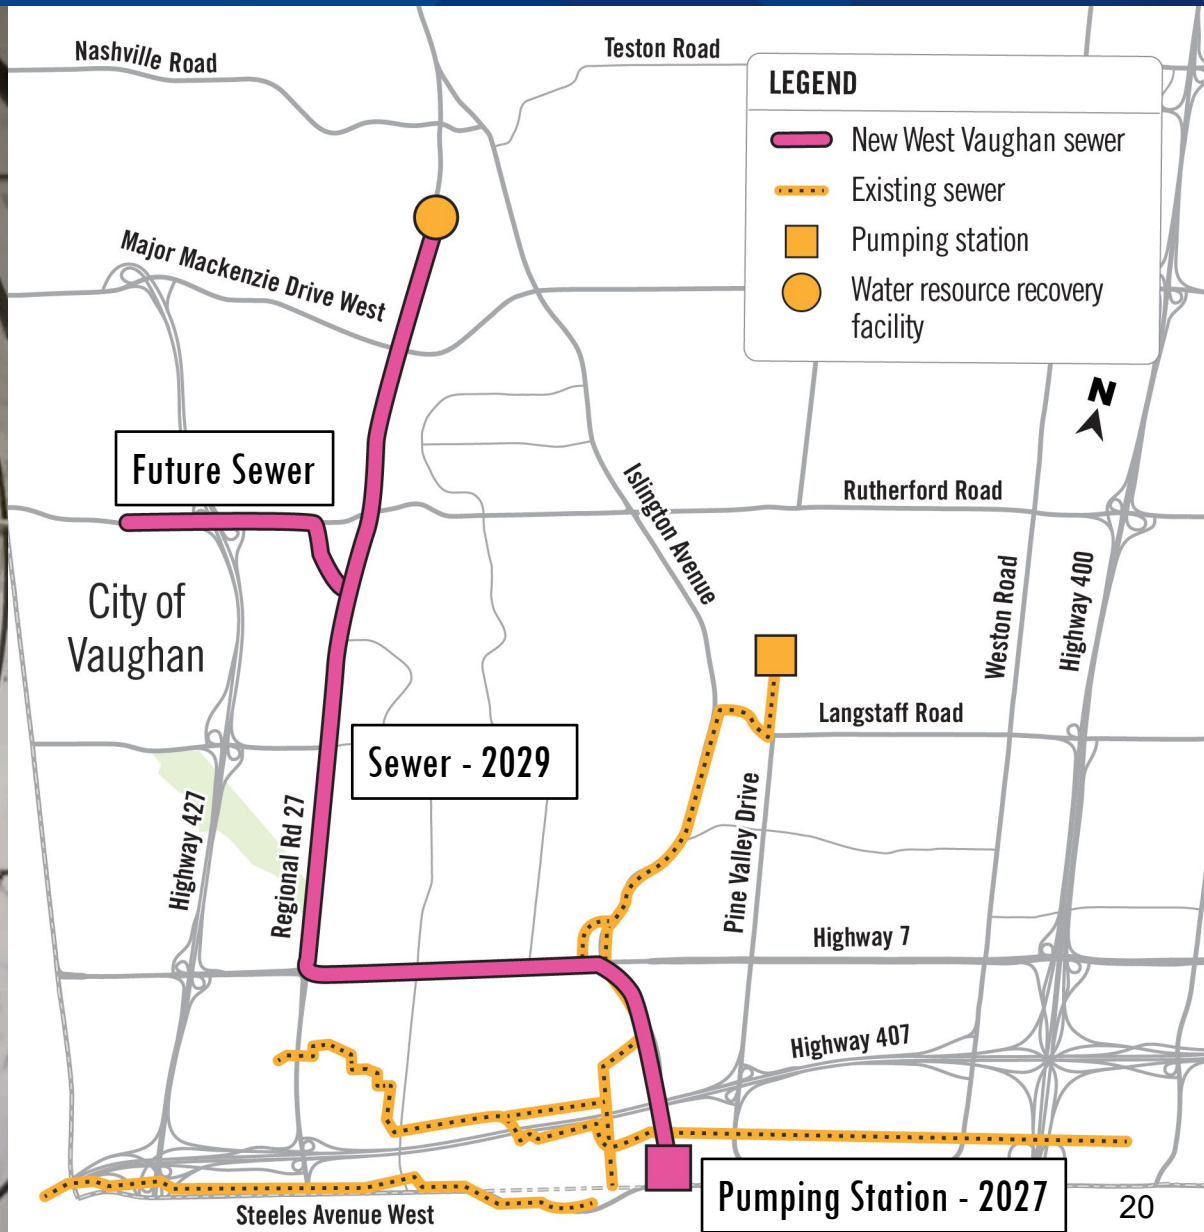 Nashville Road
Teston Road
LEGEND
New West Vaughan sewer
Existing sewer
Pumping station
Water resource recovery
facility
Major Mackenzie Drive West
N
Future Sewer
Islington Avenue
Rutherford Road
City of
Vaughan
Weston Road
Highway 400
Langstaff Road
Sewer - 2029
Highway 427
Regional Rd 27
Pine Valley Drive
Highway 7
Highway 407
Pumping Station - 2027
Steeles Avenue West
20